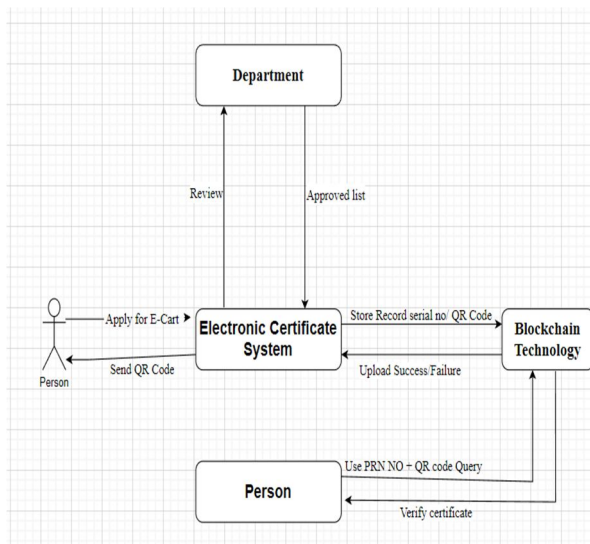 Department
Review
Approved list
Apply for E-Cart
Electronic Certificate
System
Store Record serial no/ QR Code
Blockchain
Technology
Send QR Code
Upload Success/Failure
Person
Use PRN NO + QR code Query
Person
Verify certificate